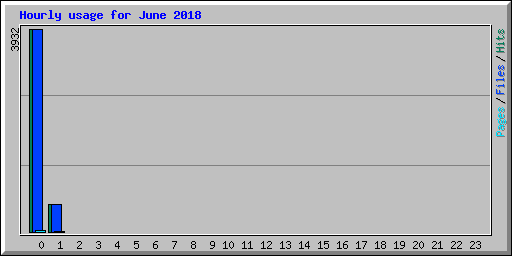 Hourly usage for June 2018
3932
Pages/Files/Hits
0 1 2 3 4 5 6 7 8 9 10 11 12 13 14 15 16 17 18 19 20 21 22 23